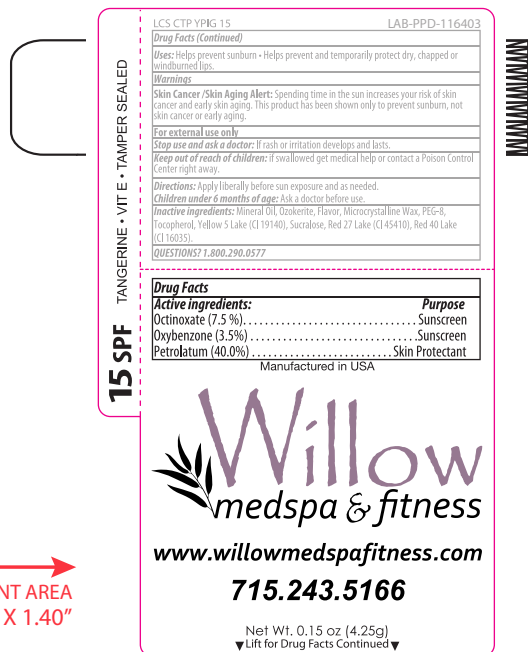 LCS CTP YPIG 15
LAB-PPD-116403
Drug Facts (Continued)
Uses: Helps prevent sunburn • Helps prevent and temporarily protect dry, chapped or
windburned lips.
Warnings
Skin Cancer /Skin Aging Alert: Spending time in the sun increases your risk of skin
cancer and early skin aging. This product has been shown only to prevent sunburn, not
skin cancer or early aging.
For external use only
Stop use and ask a doctor: If rash or irritation develops and lasts.
Keep out of reach of children: if swallowed get medical help or contact a Poison Control
Center right away.
Directions: Apply liberally before sun exposure and as needed.
Children under 6 months of age: Ask a doctor before use.
Inactive ingredients: Mineral Oil, Ozokerite, Flavor, Microcrystalline Wax, PEG-8,
Tocopherol, Yellow 5 Lake (Cl 19140), Sucralose, Red 27 Lake (Cl 45410), Red 40 Lake
(Cl 16035).
QUESTIONS? 1.800.290.0577
15 SPF TANGERINE • VIT E • TAMPER SEALED
Drug Facts
Active ingredients: Purpose
Octinoxate (7.5 %)................................Sunscreen
Oxybenzone (3.5%)...............................Sunscreen
Petrolatum (40.0%)..........................Skin Protectant
Manufactured in USA
Willow
medspa & fitness
www.willowmedspafitness.com
715.243.5166
Net Wt. 0.15 oz (4.25g)
▼Lift for Drug Facts Continued▼
NT AREA
X 1.40”